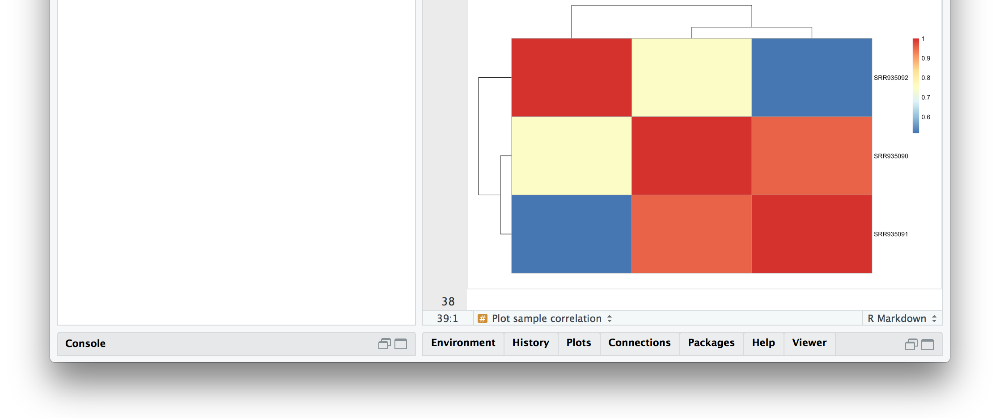 1
0.9
SRR935092
0.8
0.7
0.6
SRR935090
SRR935091
38
39:1
# Plot sample correlation
R Markdown
Console
Environment
History
Plots
Connections
Packages
Help
Viewer